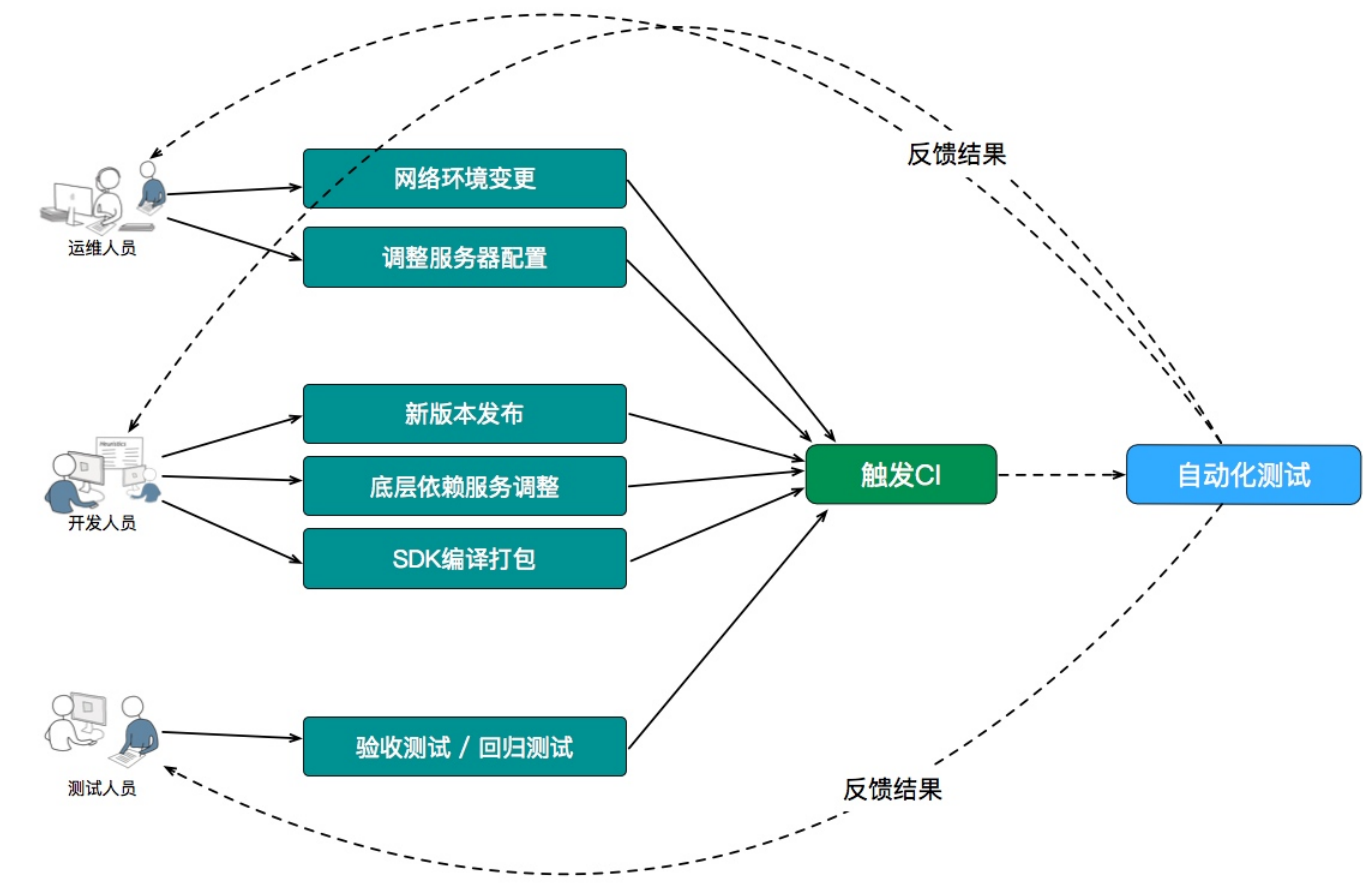 反馈结果
网络环境变更
运维人员
调整服务器配置
新版本发布
Heuristics
触发CI
自动化测试
底层依赖服务调整
开发人员
SDK编译打包
验收测试 / 回归测试
测试人员
反馈结果